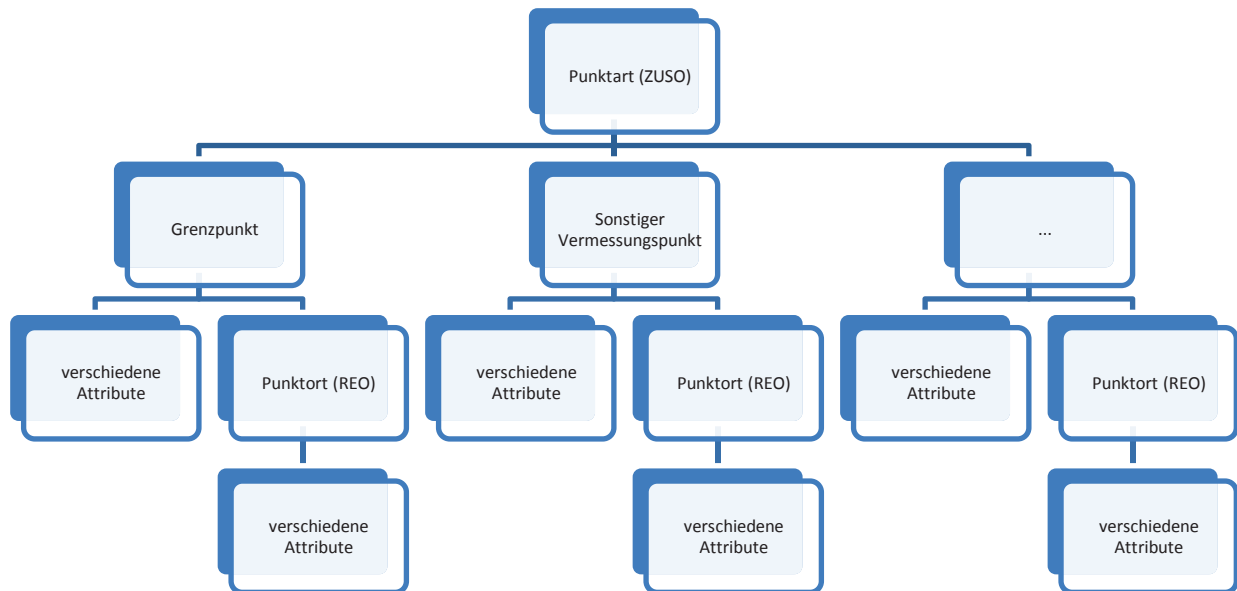 Punktart (ZUSO)
Grenzpunkt
Sonstiger
Vermessungspunkt
...
verschiedene
Attribute
Punktort (REO)
verschiedene
Attribute
Punktort (REO)
verschiedene
Attribute
Punktort (REO)
verschiedene
Attribute
verschiedene
Attribute
verschiedene
Attribute